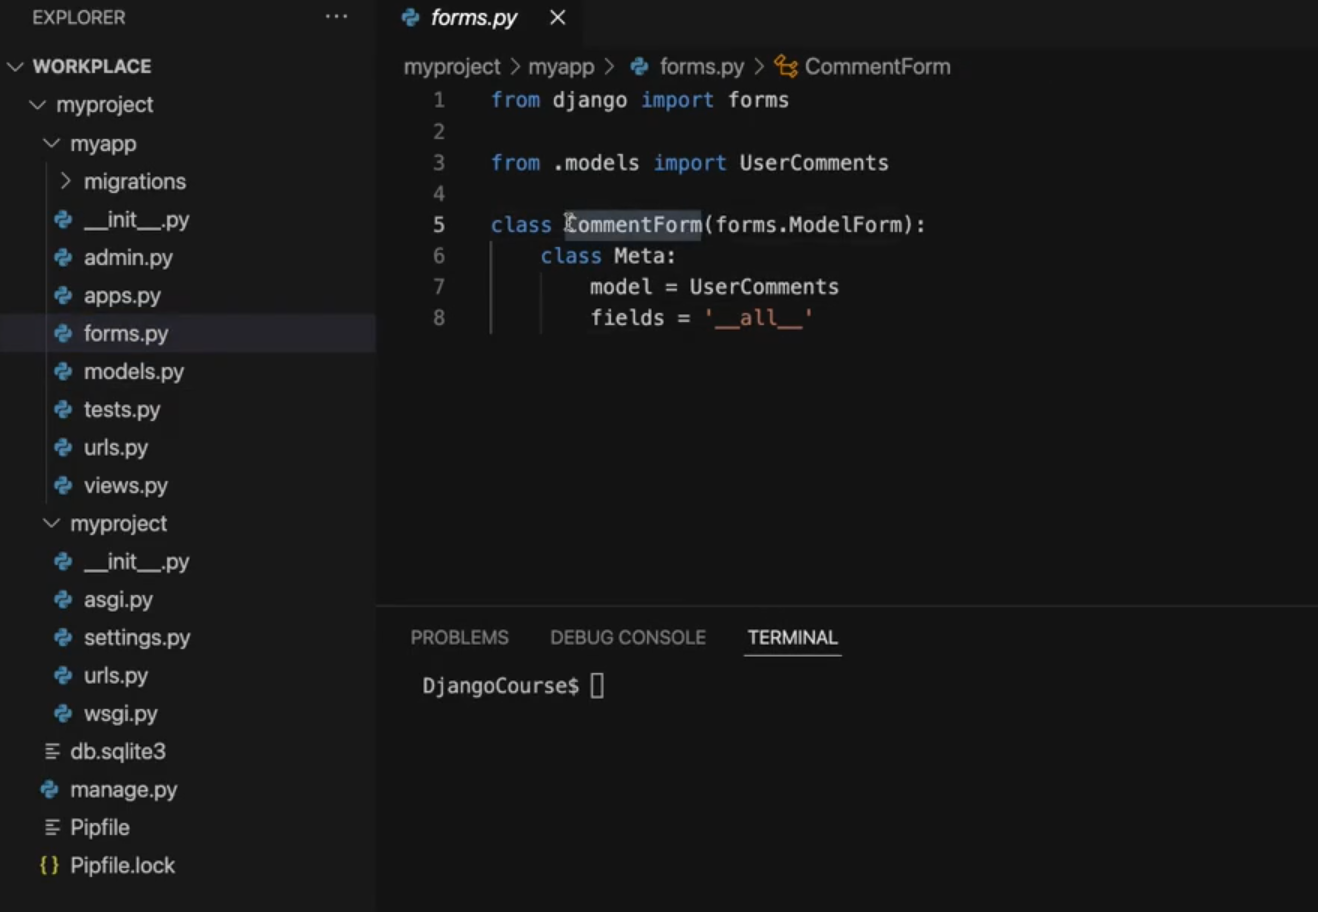 EXPLORER
...
WORKPLACE
myproject
myapp
migrations
__init__.py
admin.py
apps.py
forms.py
models.py
tests.py
urls.py
views.py
myproject
__init__.py
asgi.py
settings.py
urls.py
wsgi.py
db.sqlite3
manage.py
Pipfile
{} Pipfile.lock
forms.py
myproject > myapp > forms.py > CommentForm
1 from django import forms
2
3 from .models import UserComments
4
5 class CommentForm(forms.ModelForm):
6 class Meta:
7 model = UserComments
8 fields = '__all__'
PROBLEMS DEBUG CONSOLE TERMINAL
DjangoCourse$